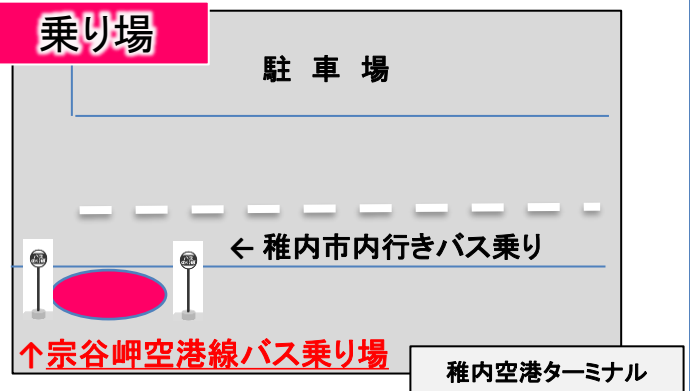 乗り場
駐 車 場
← 稚内市内行きバス乗り
↑宗谷岬空港線バス乗り場
稚内空港ターミナル